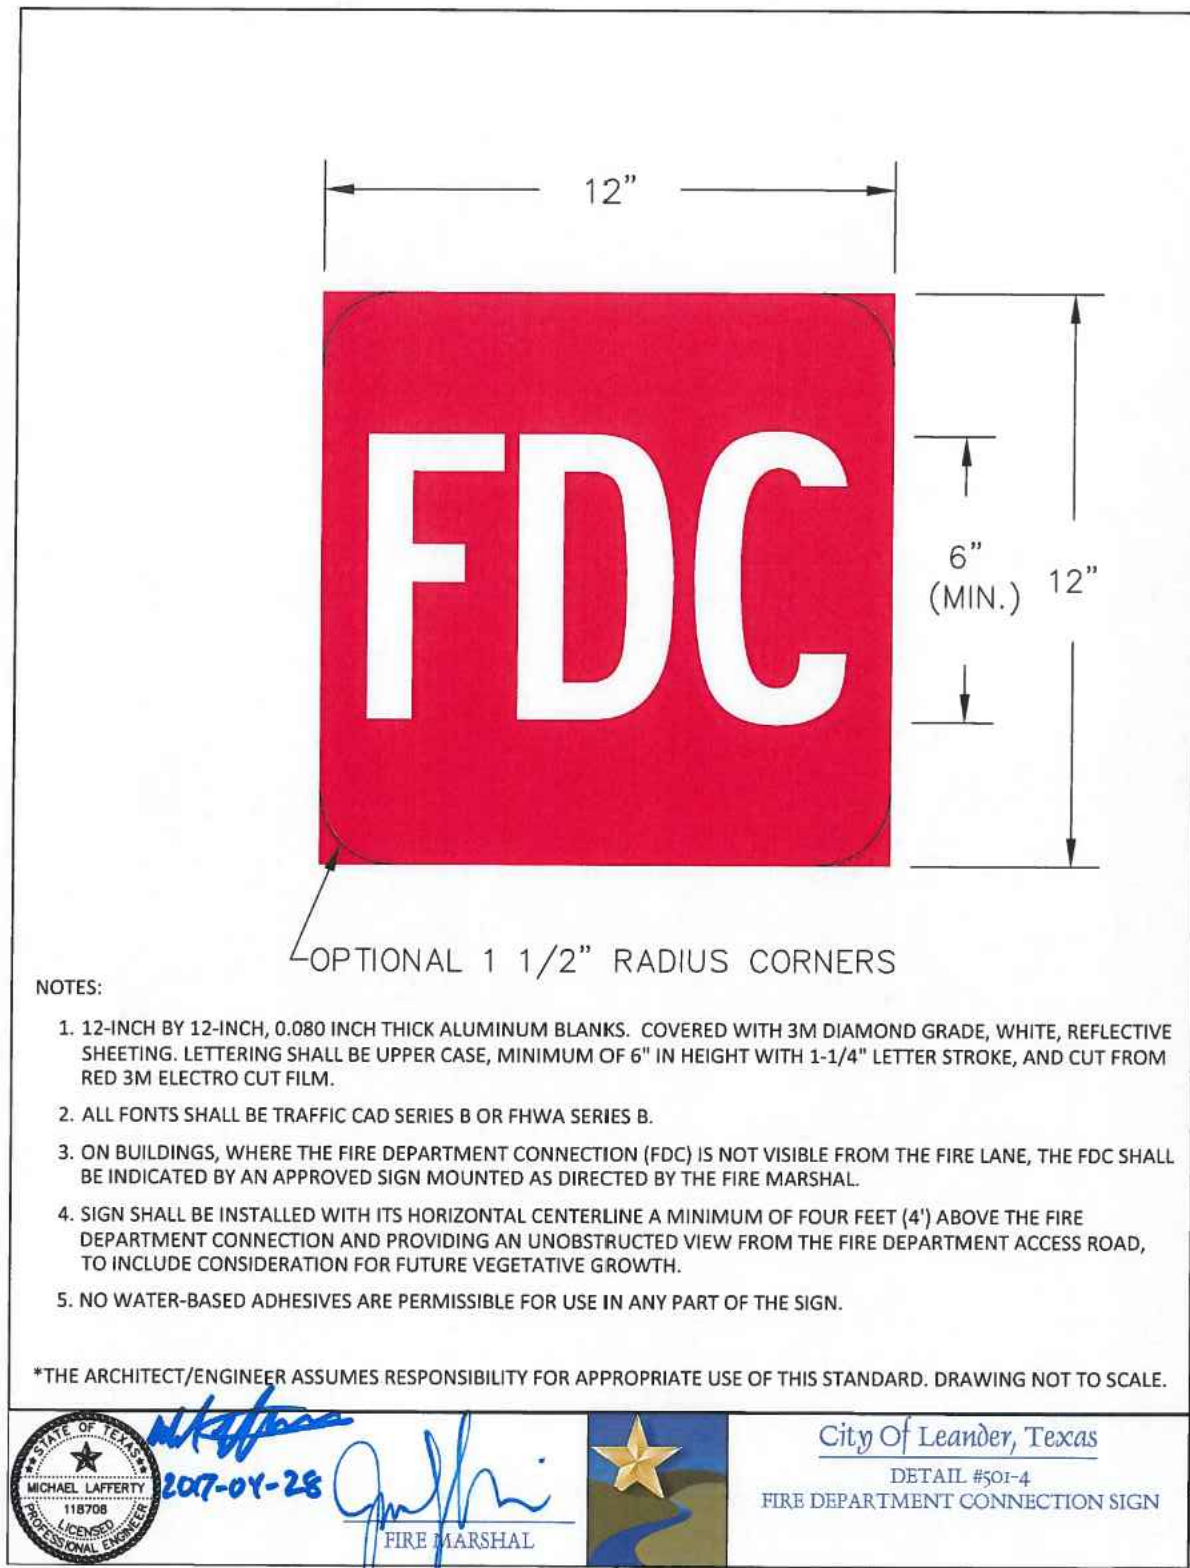 12”
FDC
6”
(MIN.)
12”
OPTIONAL 1 1/2” RADIUS CORNERS
NOTES:
1. 12-INCH BY 12-INCH, 0.080 INCH THICK ALUMINUM BLANKS. COVERED WITH 3M DIAMOND GRADE, WHITE, REFLECTIVE
SHEETING. LETTERING SHALL BE UPPER CASE, MINIMUM OF 6" IN HEIGHT WITH 1-1/4" LETTER STROKE, AND CUT FROM
RED 3M ELECTRO CUT FILM.
2. ALL FONTS SHALL BE TRAFFIC CAD SERIES B OR FHWA SERIES B.
3. ON BUILDINGS, WHERE THE FIRE DEPARTMENT CONNECTION (FDC) IS NOT VISIBLE FROM THE FIRE LANE, THE FDC SHALL
BE INDICATED BY AN APPROVED SIGN MOUNTED AS DIRECTED BY THE FIRE MARSHAL.
4. SIGN SHALL BE INSTALLED WITH ITS HORIZONTAL CENTERLINE A MINIMUM OF FOUR FEET (4') ABOVE THE FIRE
DEPARTMENT CONNECTION AND PROVIDING AN UNOBSTRUCTED VIEW FROM THE FIRE DEPARTMENT ACCESS ROAD,
TO INCLUDE CONSIDERATION FOR FUTURE VEGETATIVE GROWTH.
5. NO WATER-BASED ADHESIVES ARE PERMISSIBLE FOR USE IN ANY PART OF THE SIGN.
*THE ARCHITECT/ENGINEER ASSUMES RESPONSIBILITY FOR APPROPRIATE USE OF THIS STANDARD. DRAWING NOT TO SCALE.
STATE OF TEXAS
MICHAEL LAFFERTY
118708
LICENSED
PROFESSIONAL ENGINEER
2017-04-28
FIRE MARSHAL
City Of Leander, Texas
DETAIL #501-4
FIRE DEPARTMENT CONNECTION SIGN